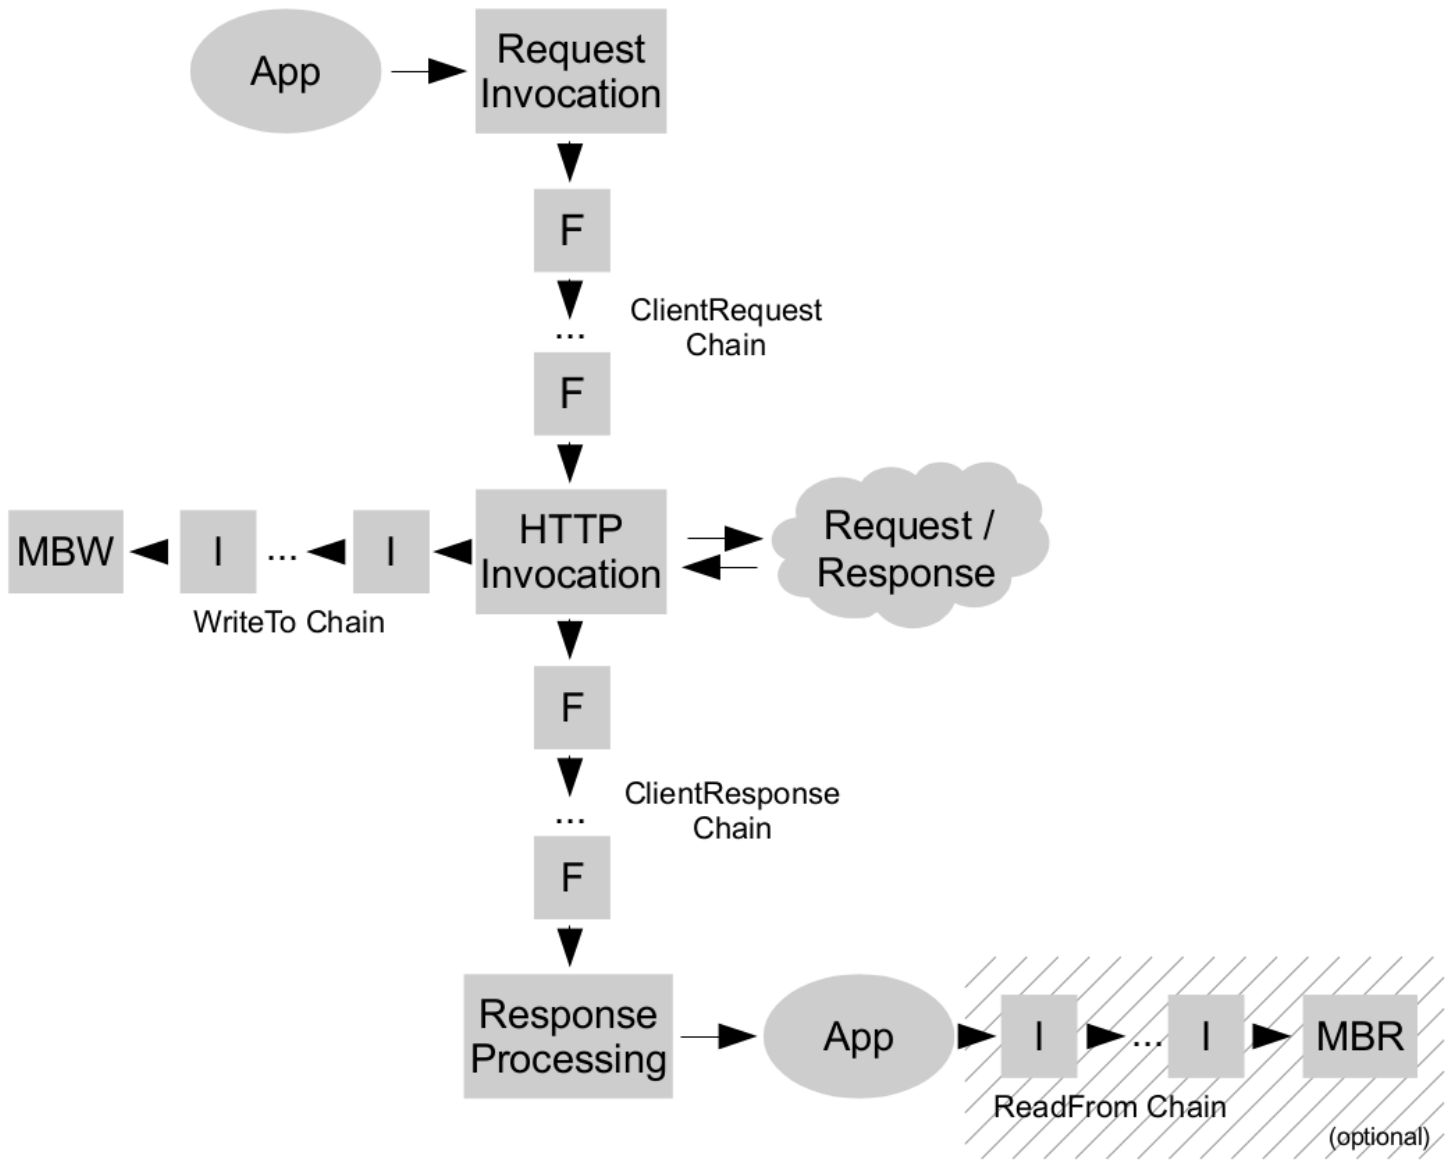 App
Request
Invocation
F
...
ClientRequest
Chain
F
MBW
I
...
I
HTTP
Invocation
Request /
Response
WriteTo Chain
F
...
ClientResponse
Chain
F
Response
Processing
App
I
...
I
MBR
ReadFrom Chain
(optional)